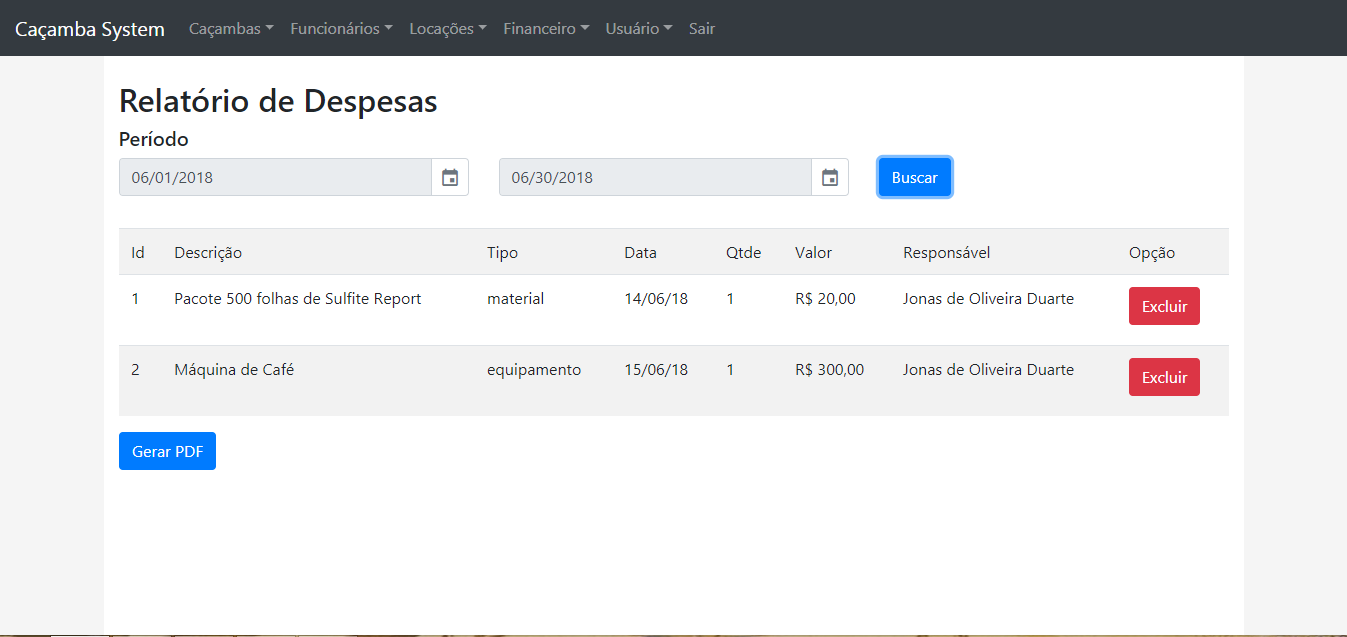 Caçamba System Caçambas Funcionários Locações Financeiro Usuário Sair
Relatório de Despesas
Período
06/01/2018 06/30/2018 Buscar
Id Descrição Tipo Data Qtde Valor Responsável Opção
1 Pacote 500 folhas de Sulfite Report material 14/06/18 1 R$ 20,00 Jonas de Oliveira Duarte Excluir
2 Máquina de Café equipamento 15/06/18 1 R$ 300,00 Jonas de Oliveira Duarte Excluir
Gerar PDF